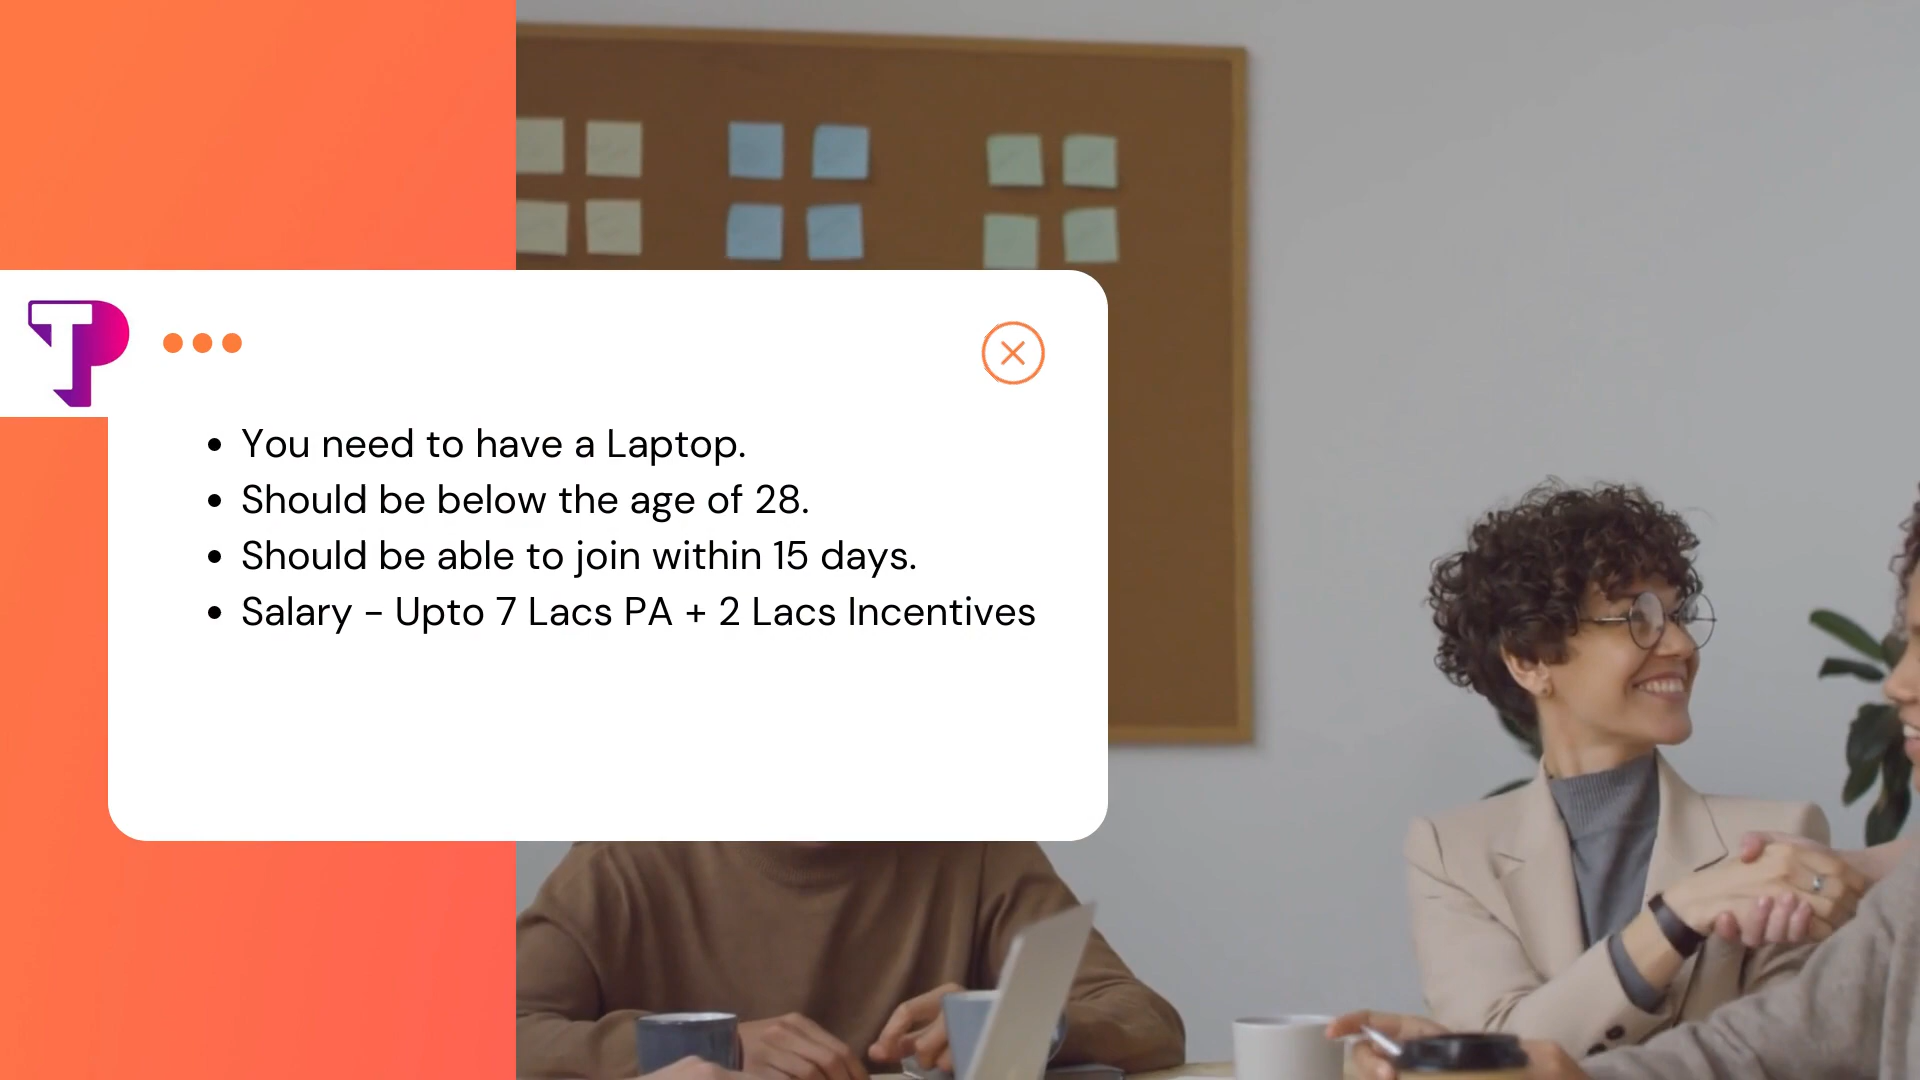 TP
You need to have a Laptop.
Should be below the age of 28.
Should be able to join within 15 days.
Salary - Upto 7 Lacs PA + 2 Lacs Incentives